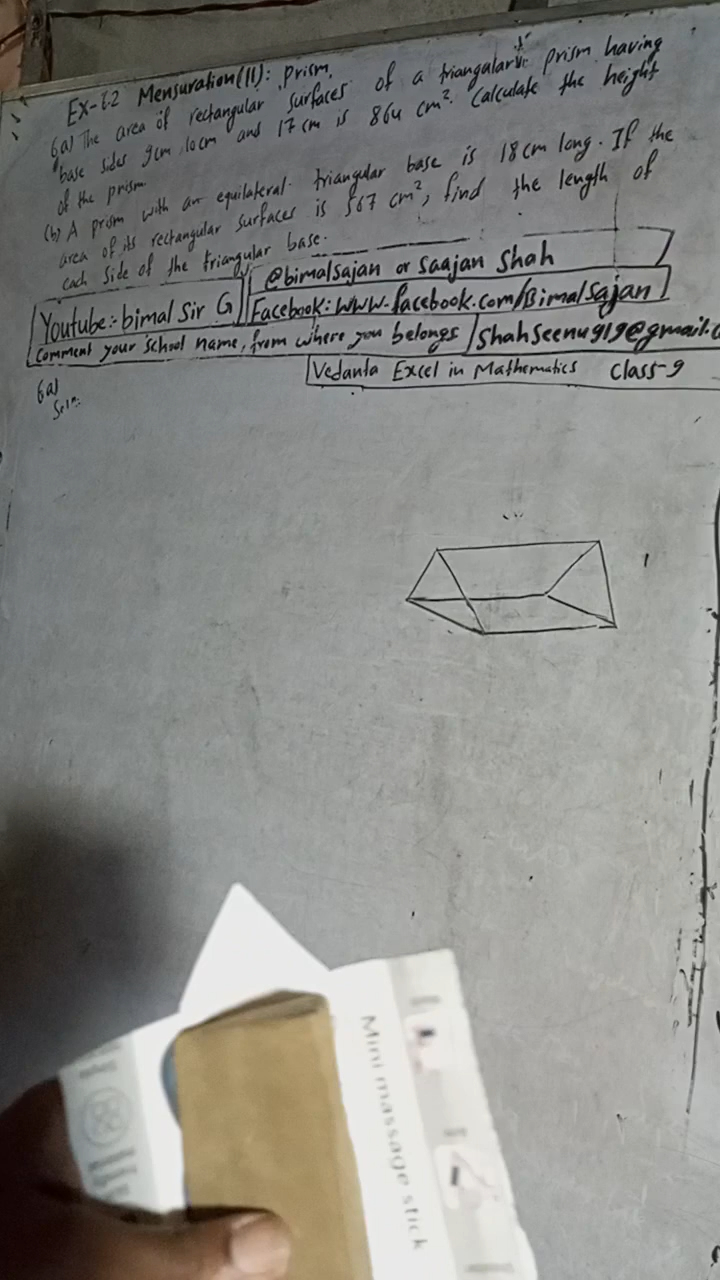 Ex-6.2 Mensuration(II): Prism.
6a) The area of rectangular surfaces of a triangular prism having
base sides 9cm, 10cm and 17cm is 864 cm². Calculate the height
of the prism
(b) A prism with an equilateral triangular base is 18cm long. If the
area of its rectangular surfaces is 567 cm², find the length of
each side of the triangular base.
@bimalsajan or Saajan Shah
Youtube:- bimal Sir G Facebook: WWW.facebook.com/Bimalsajan
Comment your school name, from where you belongs Shahseenu919@gmail.c
Vedanta Excel in Mathematics Class-9
6a)
Soln:
Mini massage stick